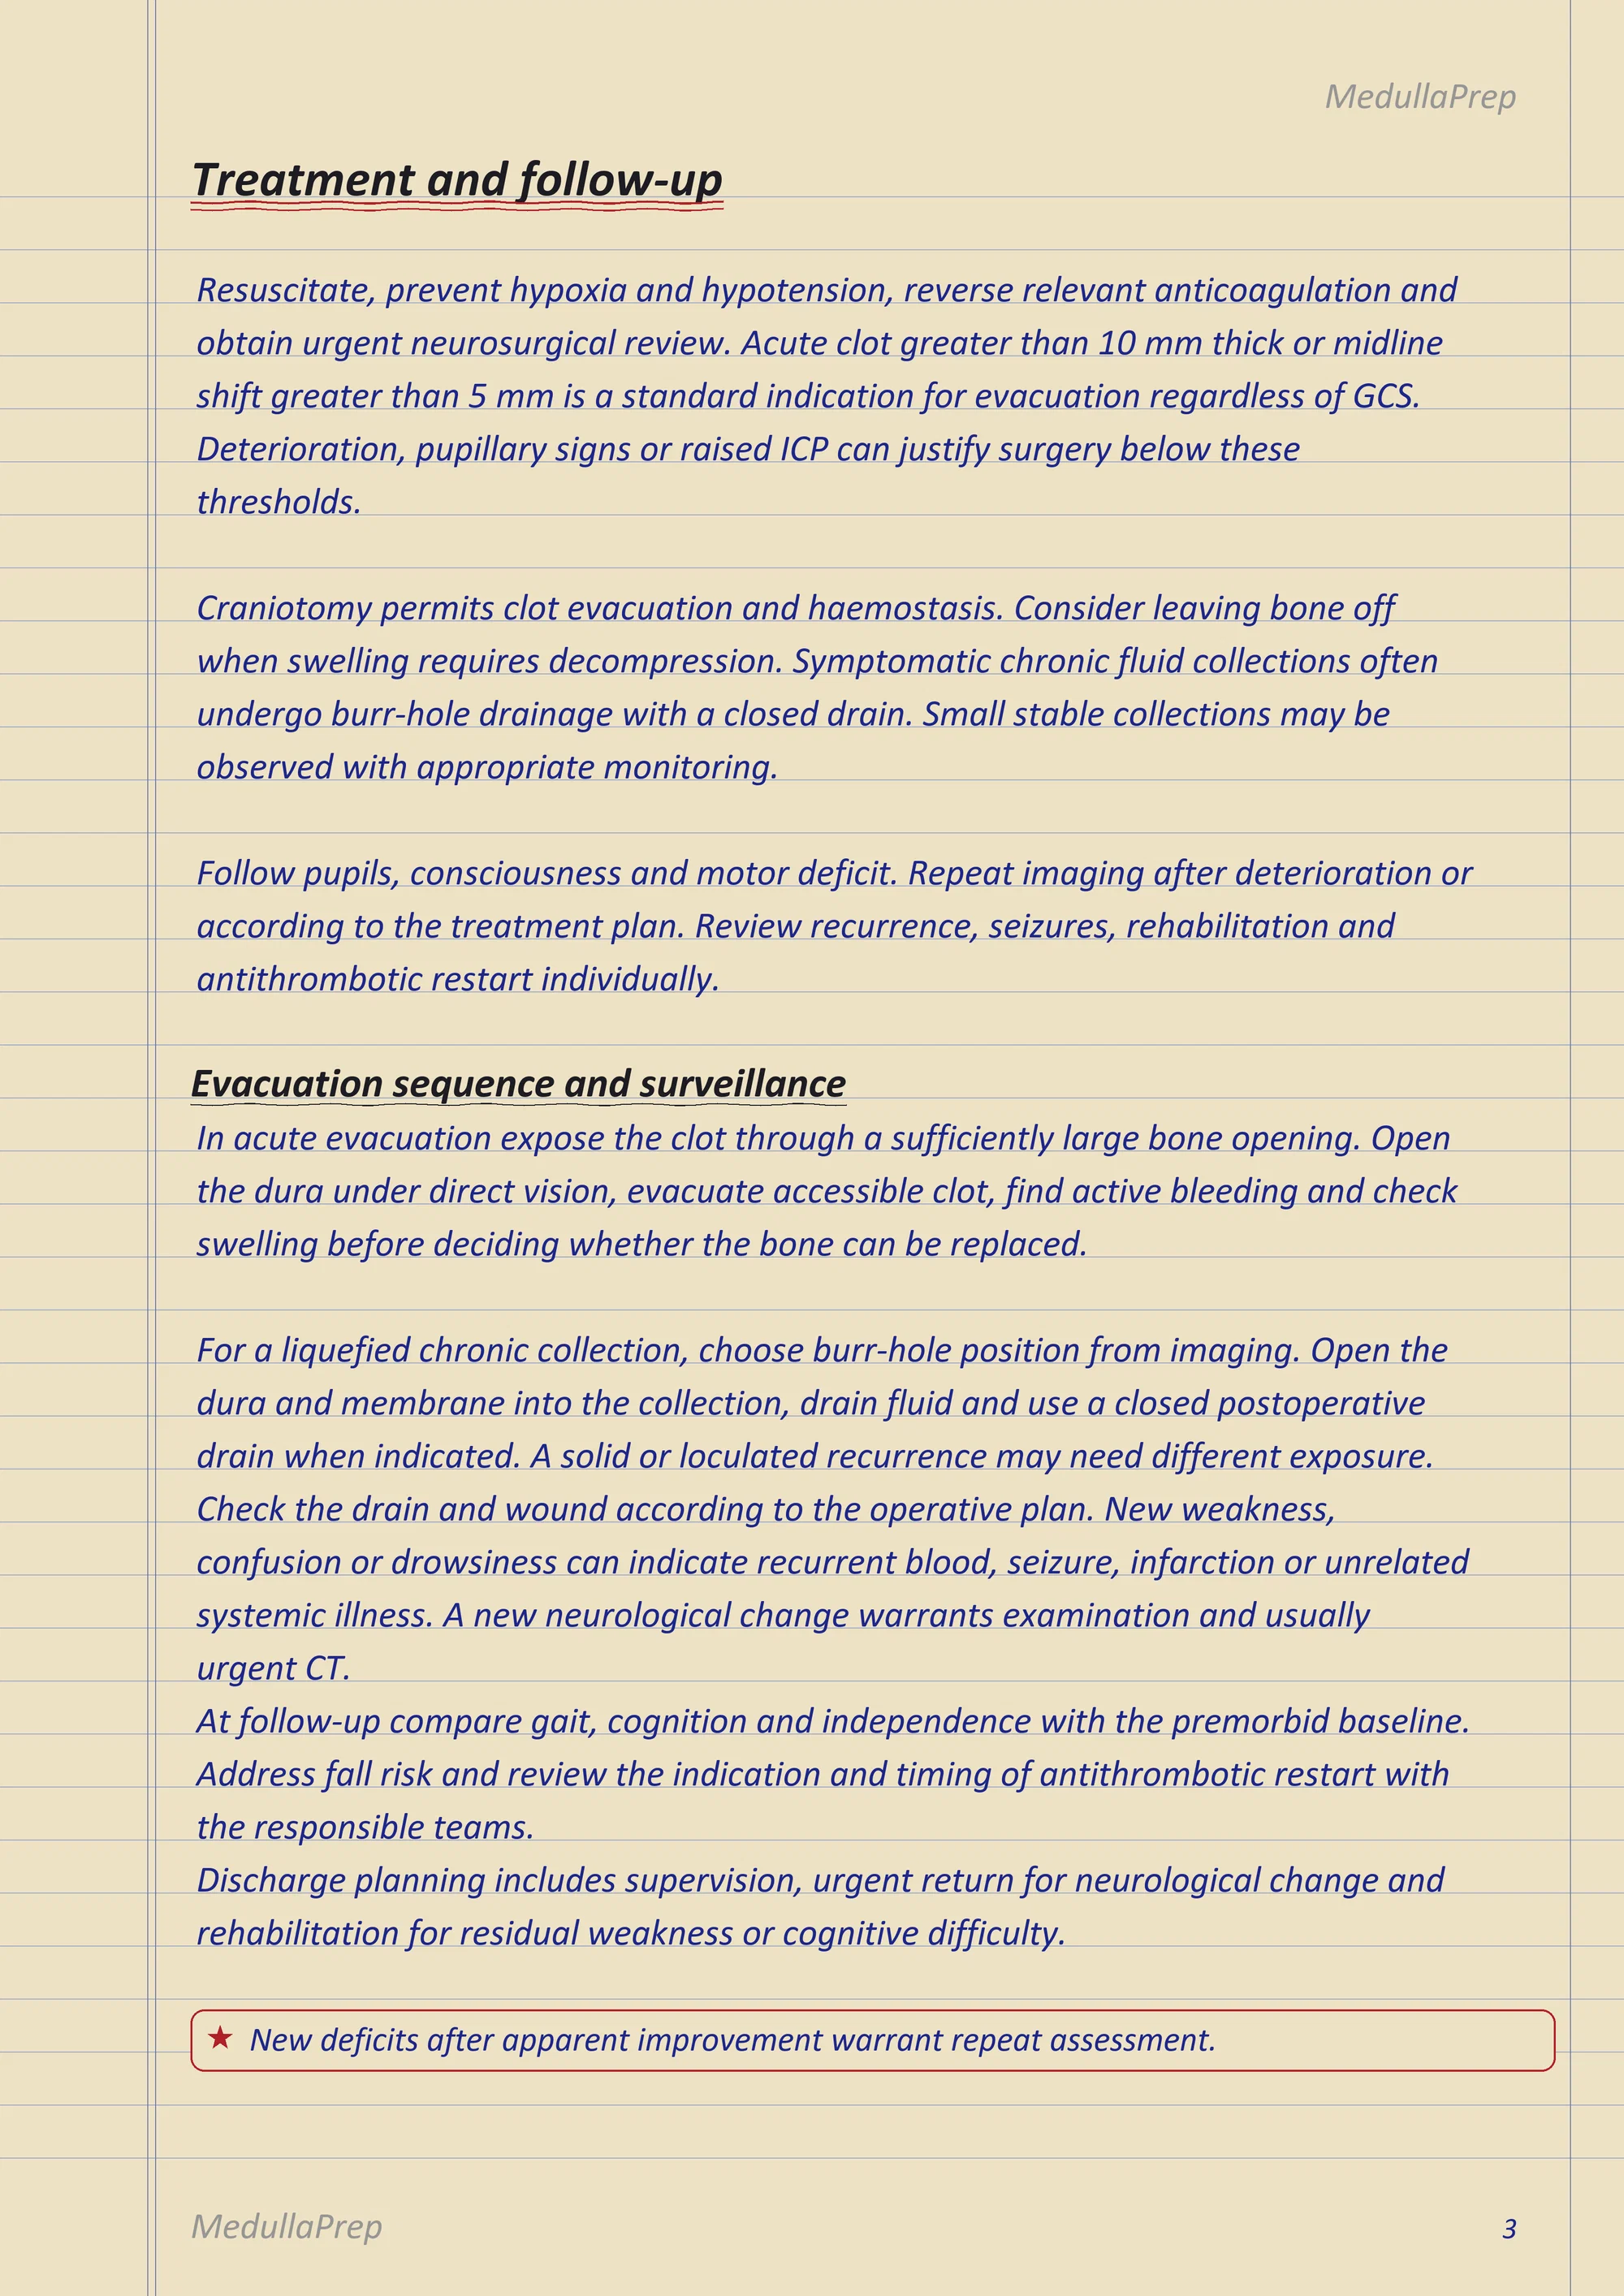 MedullaPrep
Treatment and follow-up
Resuscitate, prevent hypoxia and hypotension, reverse relevant anticoagulation and
obtain urgent neurosurgical review. Acute clot greater than 10 mm thick or midline
shift greater than 5 mm is a standard indication for evacuation regardless of GCS.
Deterioration, pupillary signs or raised ICP can justify surgery below these
thresholds.
Craniotomy permits clot evacuation and haemostasis. Consider leaving bone off
when swelling requires decompression. Symptomatic chronic fluid collections often
undergo burr-hole drainage with a closed drain. Small stable collections may be
observed with appropriate monitoring.
Follow pupils, consciousness and motor deficit. Repeat imaging after deterioration or
according to the treatment plan. Review recurrence, seizures, rehabilitation and
antithrombotic restart individually.
Evacuation sequence and surveillance
In acute evacuation expose the clot through a sufficiently large bone opening. Open
the dura under direct vision, evacuate accessible clot, find active bleeding and check
swelling before deciding whether the bone can be replaced.
For a liquefied chronic collection, choose burr-hole position from imaging. Open the
dura and membrane into the collection, drain fluid and use a closed postoperative
drain when indicated. A solid or loculated recurrence may need different exposure.
Check the drain and wound according to the operative plan. New weakness,
confusion or drowsiness can indicate recurrent blood, seizure, infarction or unrelated
systemic illness. A new neurological change warrants examination and usually
urgent CT.
At follow-up compare gait, cognition and independence with the premorbid baseline.
Address fall risk and review the indication and timing of antithrombotic restart with
the responsible teams.
Discharge planning includes supervision, urgent return for neurological change and
rehabilitation for residual weakness or cognitive difficulty.
★ New deficits after apparent improvement warrant repeat assessment.
MedullaPrep
3